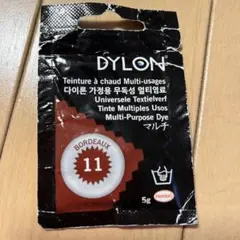 DYLON
Teinture à chaud Multi-usages
다이론 가정용 무독성 멀티염료
Universele Textielverf
Tinte Multiples Usos
Multi-Purpose Dye
マルチ
BORDEAUX
11
5g